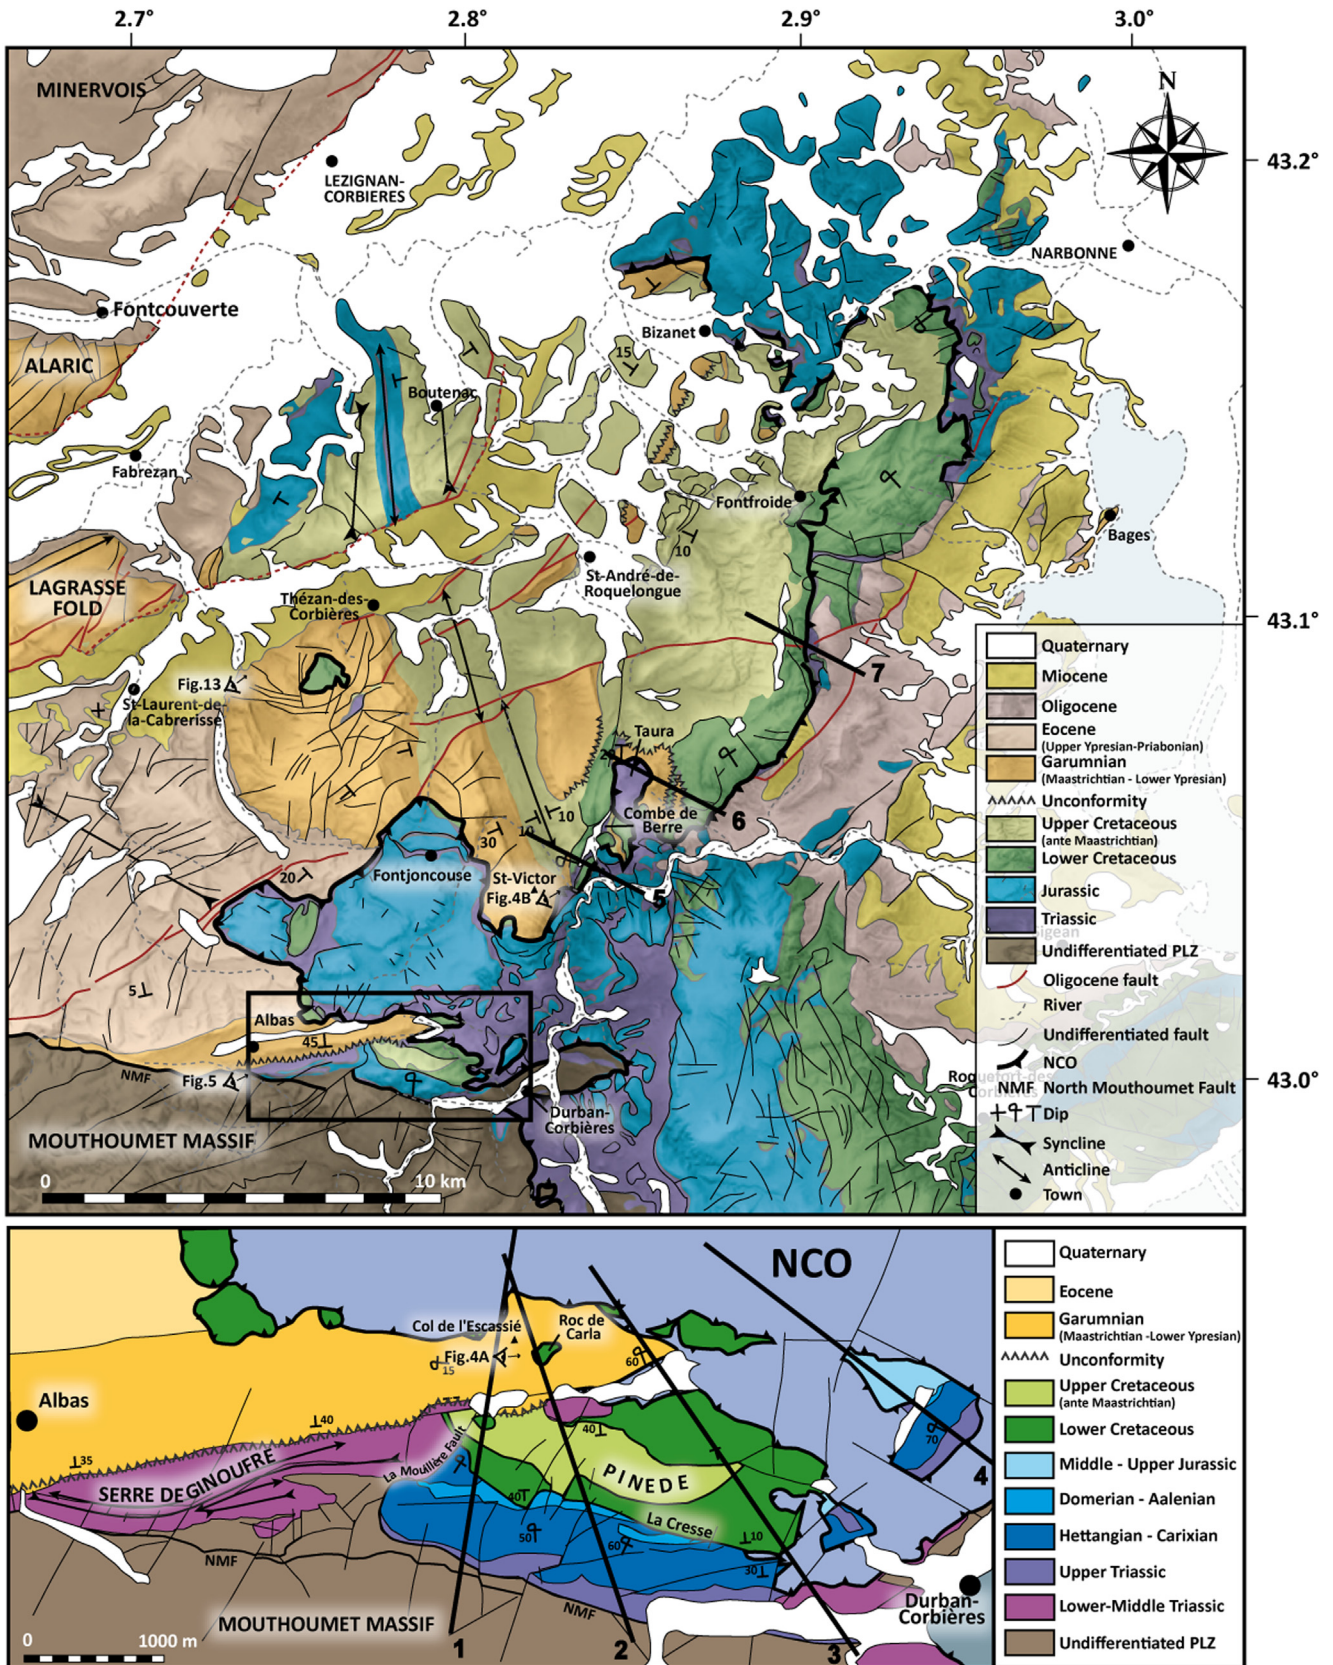 2.7°
2.8°
2.9°
3.0°
MINERVOIS
N
43.2°
LEZIGNAN-
CORBIERES
NARBONNE
Fontcouverte
Bizanet
ALARIC
15
Boutenac
Fabrezan
Fontfroide
Bages
10
LAGRASSE
FOLD
St-André-de-
Roquelongue
Thézan-des-
Corbières
43.1°
7
Fig.13
St-Laurent-de-
la-Cabrerisse
Taura
20
Combe de
Berre
6
10
10
30
Fontjoncouse
St-Victor
Fig.4B
20
5
5
Albas
45
NMF
Fig.5
43.0°
Durban-
Corbières
MOUTHOUMET MASSIF
0
10 km
Quaternary
Miocene
Oligocene
Eocene
(Upper Ypresian-Priabonian)
Garumnian
(Maastrichtian - Lower Ypresian)
Unconformity
Upper Cretaceous
(ante Maastrichtian)
Lower Cretaceous
Jurassic
Triassic
Sigean
Undifferentiated PLZ
Oligocene fault
River
Undifferentiated fault
NCO
Roquefort-des-
Corbières
NMF North Mouthoumet Fault
Dip
Syncline
Anticline
Town
NCO
Col de l'Escassié
Roc de
Carla
Fig.4A
15
60
Albas
40
40
35
La Mouillère Fault
SERRE DE GINOUFRE
PINEDE
70
4
40
La Cresse
10
50
60
30
NMF
NMF
Durban-
Corbières
MOUTHOUMET MASSIF
0
1000 m
1
2
3
Quaternary
Eocene
Garumnian
(Maastrichtian -Lower Ypresian)
Unconformity
Upper Cretaceous
(ante Maastrichtian)
Lower Cretaceous
Middle - Upper Jurassic
Domerian - Aalenian
Hettangian - Carixian
Upper Triassic
Lower-Middle Triassic
Undifferentiated PLZ